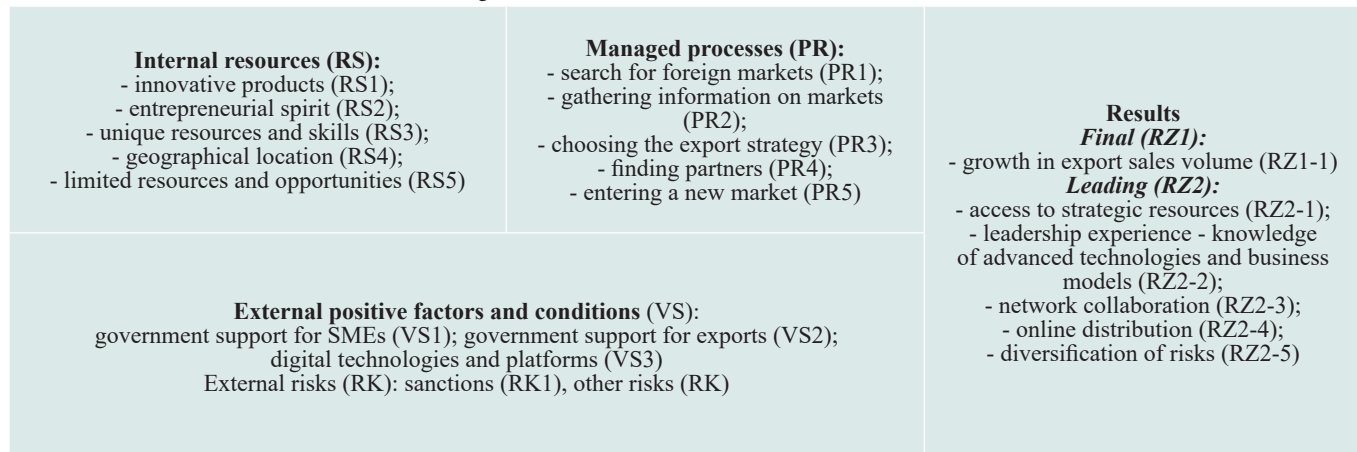 Internal resources (RS):
- innovative products (RS1);
- entrepreneurial spirit (RS2);
- unique resources and skills (RS3);
- geographical location (RS4);
- limited resources and opportunities (RS5)
Managed processes (PR):
- search for foreign markets (PR1);
- gathering information on markets
(PR2);
- choosing the export strategy (PR3);
- finding partners (PR4);
- entering a new market (PR5)
External positive factors and conditions (VS):
government support for SMEs (VS1); government support for exports (VS2);
digital technologies and platforms (VS3)
External risks (RK): sanctions (RK1), other risks (RK)
Results
Final (RZ1):
- growth in export sales volume (RZ1-1)
Leading (RZ2):
- access to strategic resources (RZ2-1);
- leadership experience - knowledge
of advanced technologies and business
models (RZ2-2);
- network collaboration (RZ2-3);
- online distribution (RZ2-4);
- diversification of risks (RZ2-5)